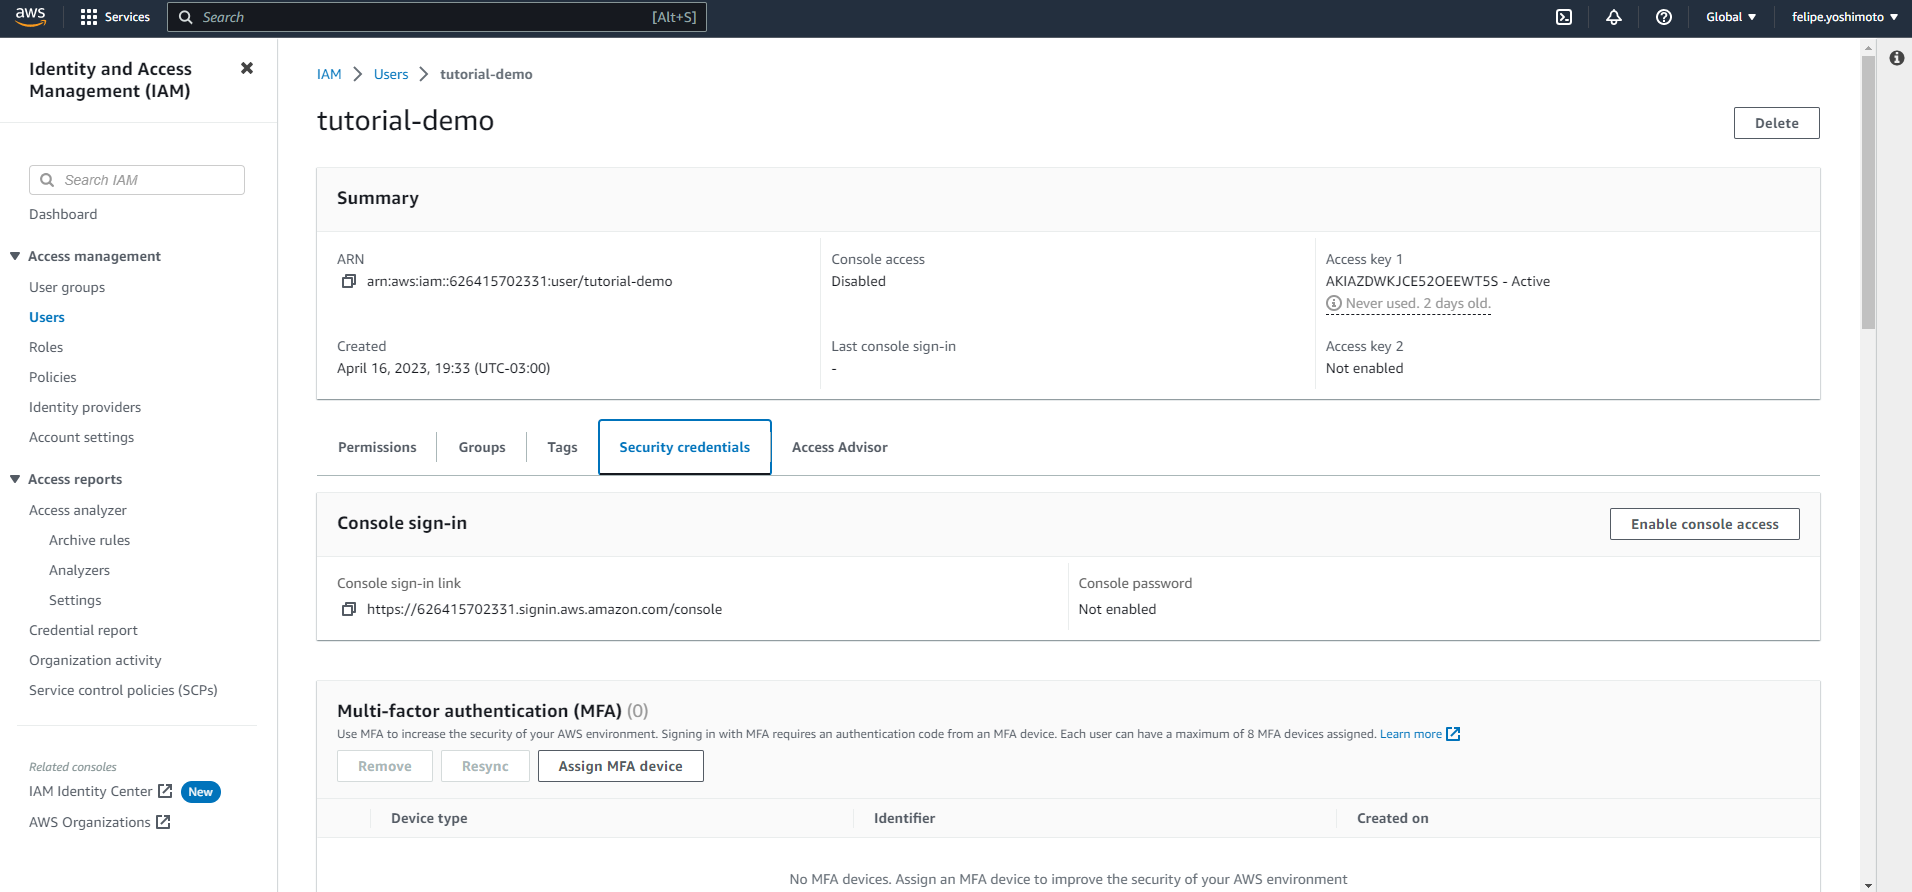 aws
Services
Search
[Alt+S]
Global
felipe.yoshimoto
Identity and Access
Management (IAM)
Search IAM
Dashboard
Access management
User groups
Users
Roles
Policies
Identity providers
Account settings
Access reports
Access analyzer
Archive rules
Analyzers
Settings
Credential report
Organization activity
Service control policies (SCPs)
Related consoles
IAM Identity Center
New
AWS Organizations
IAM
Users
tutorial-demo
tutorial-demo
Delete
Summary
ARN
arn:aws:iam::626415702331:user/tutorial-demo
Console access
Disabled
Access key 1
AKIAZDWKJCE52OEEWT5S - Active
Never used. 2 days old.
Created
April 16, 2023, 19:33 (UTC-03:00)
Last console sign-in
-
Access key 2
Not enabled
Permissions
Groups
Tags
Security credentials
Access Advisor
Console sign-in
Enable console access
Console sign-in link
https://626415702331.signin.aws.amazon.com/console
Console password
Not enabled
Multi-factor authentication (MFA) (0)
Use MFA to increase the security of your AWS environment. Signing in with MFA requires an authentication code from an MFA device. Each user can have a maximum of 8 MFA devices assigned. Learn more
Remove
Resync
Assign MFA device
Device type
Identifier
Created on
No MFA devices. Assign an MFA device to improve the security of your AWS environment